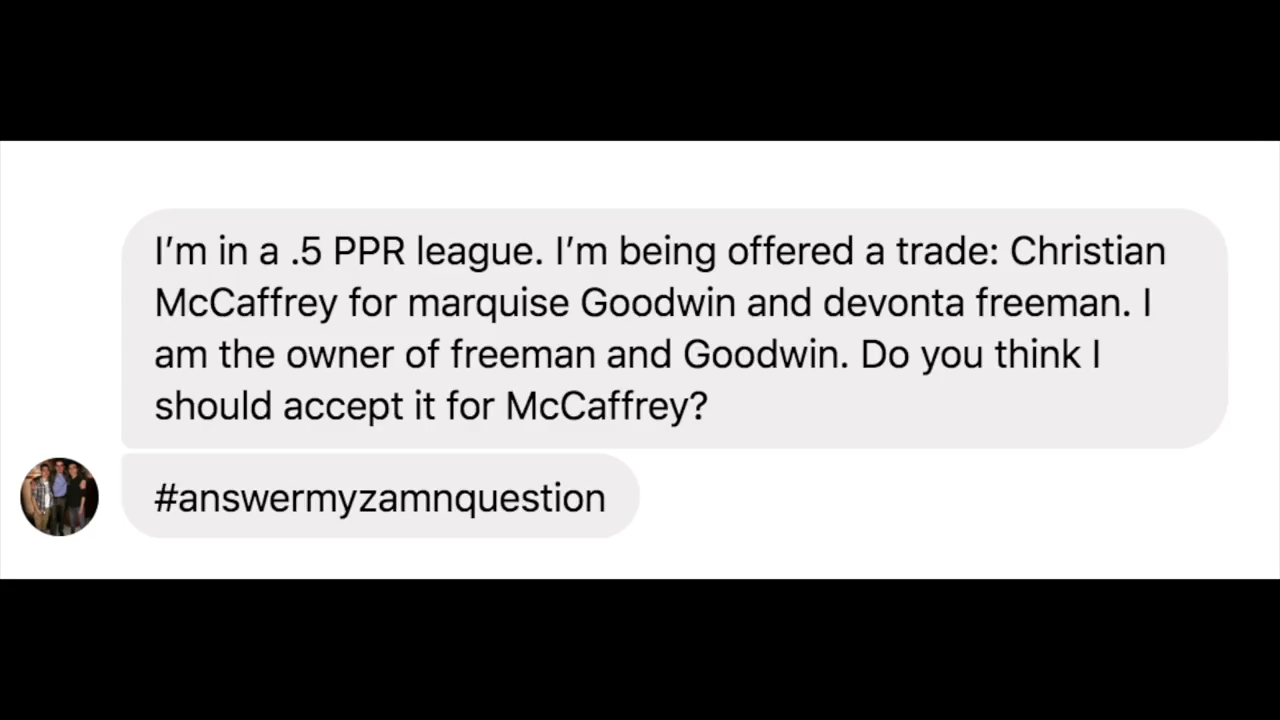 I'm in a .5 PPR league. I'm being offered a trade: Christian
McCaffrey for marquise Goodwin and devonta freeman. I
am the owner of freeman and Goodwin. Do you think I
should accept it for McCaffrey?
#answermyzamnquestion